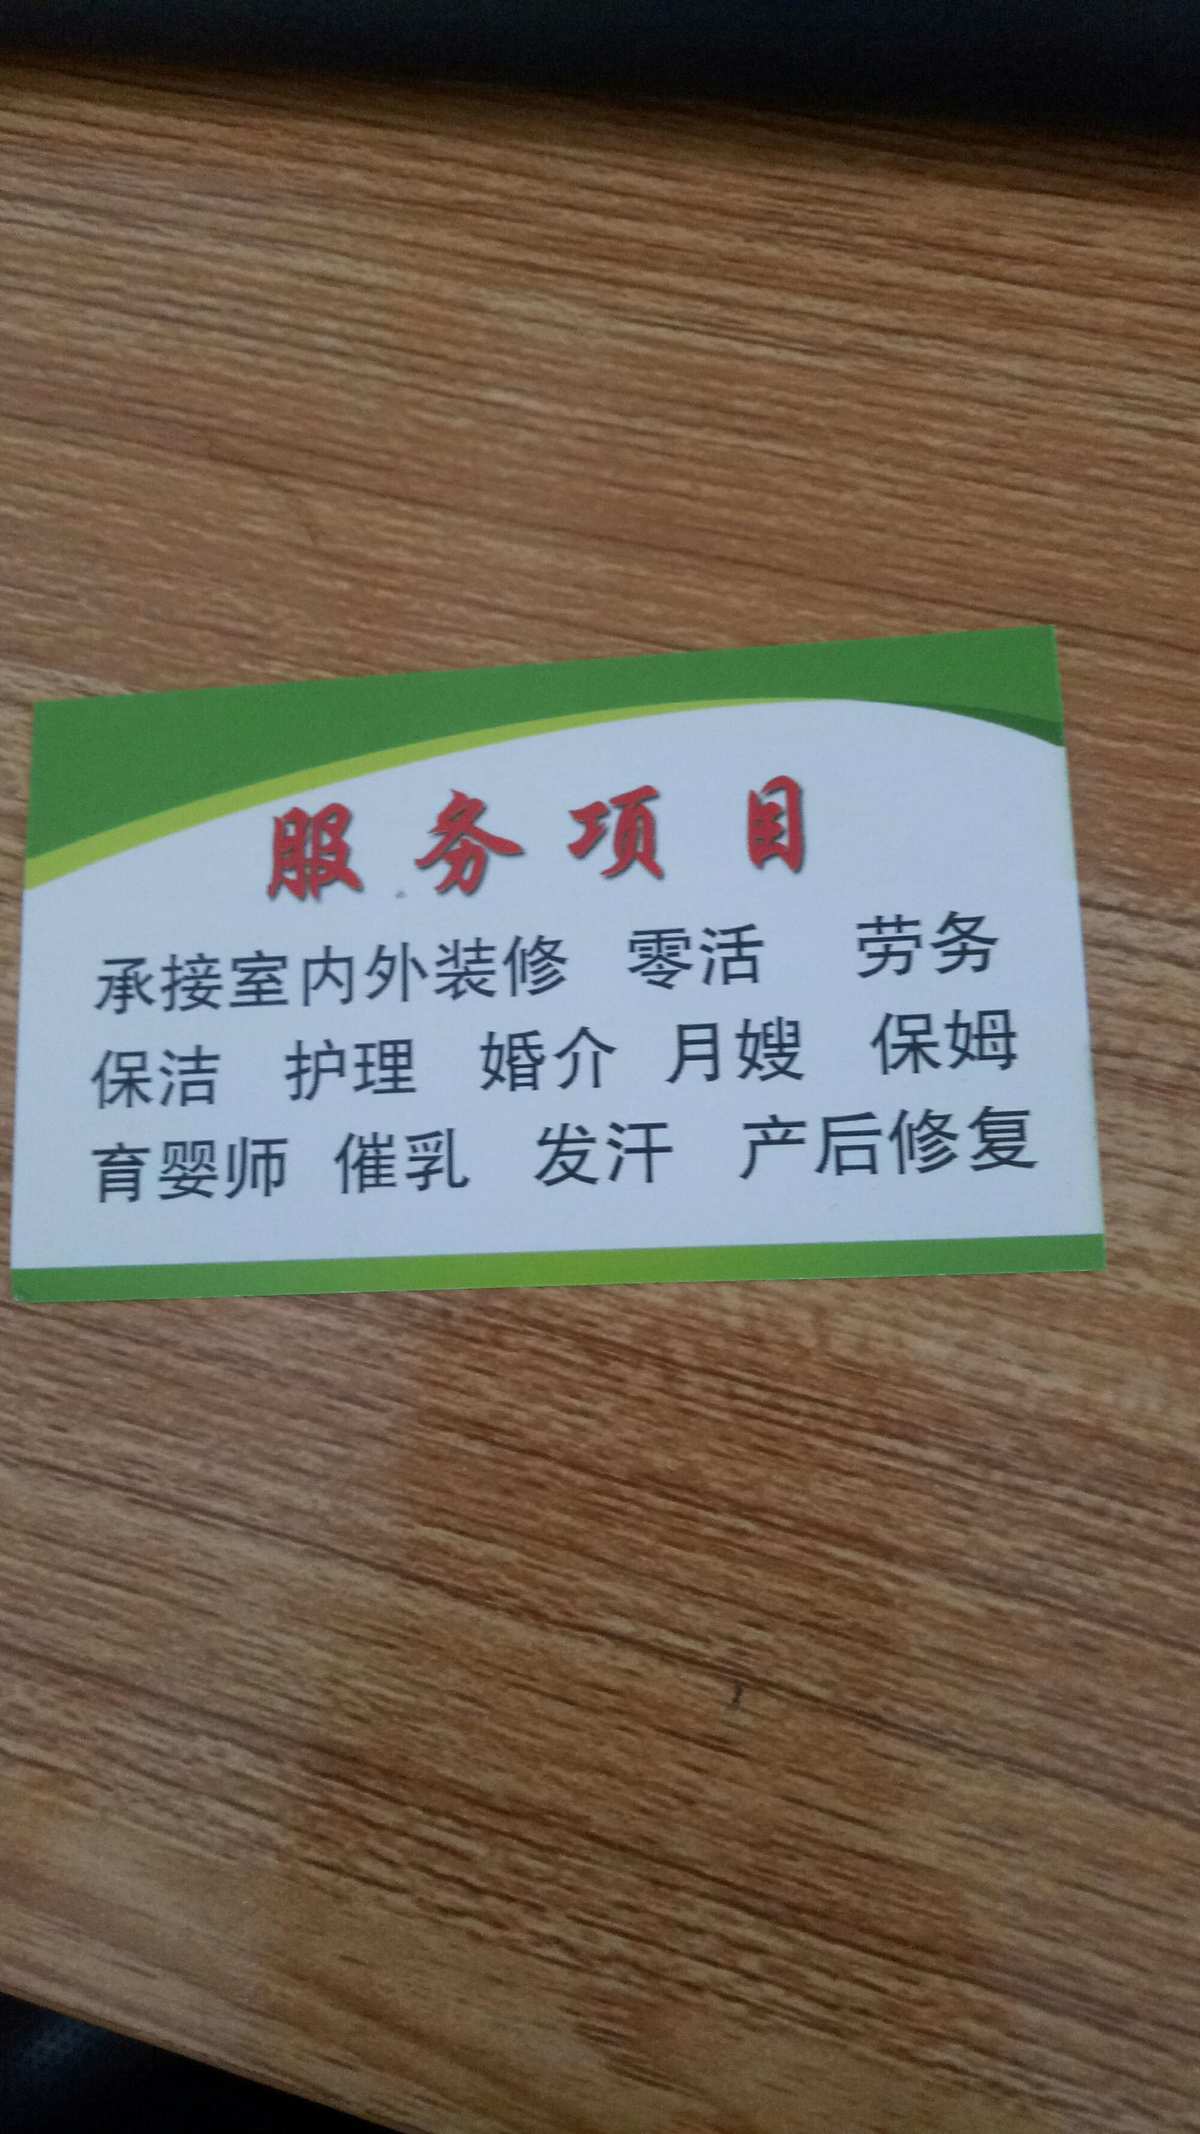 服务项目
承接室内外装修 零活 劳务
保洁 护理 婚介 月嫂 保姆
育婴师 催乳 发汗 产后修复